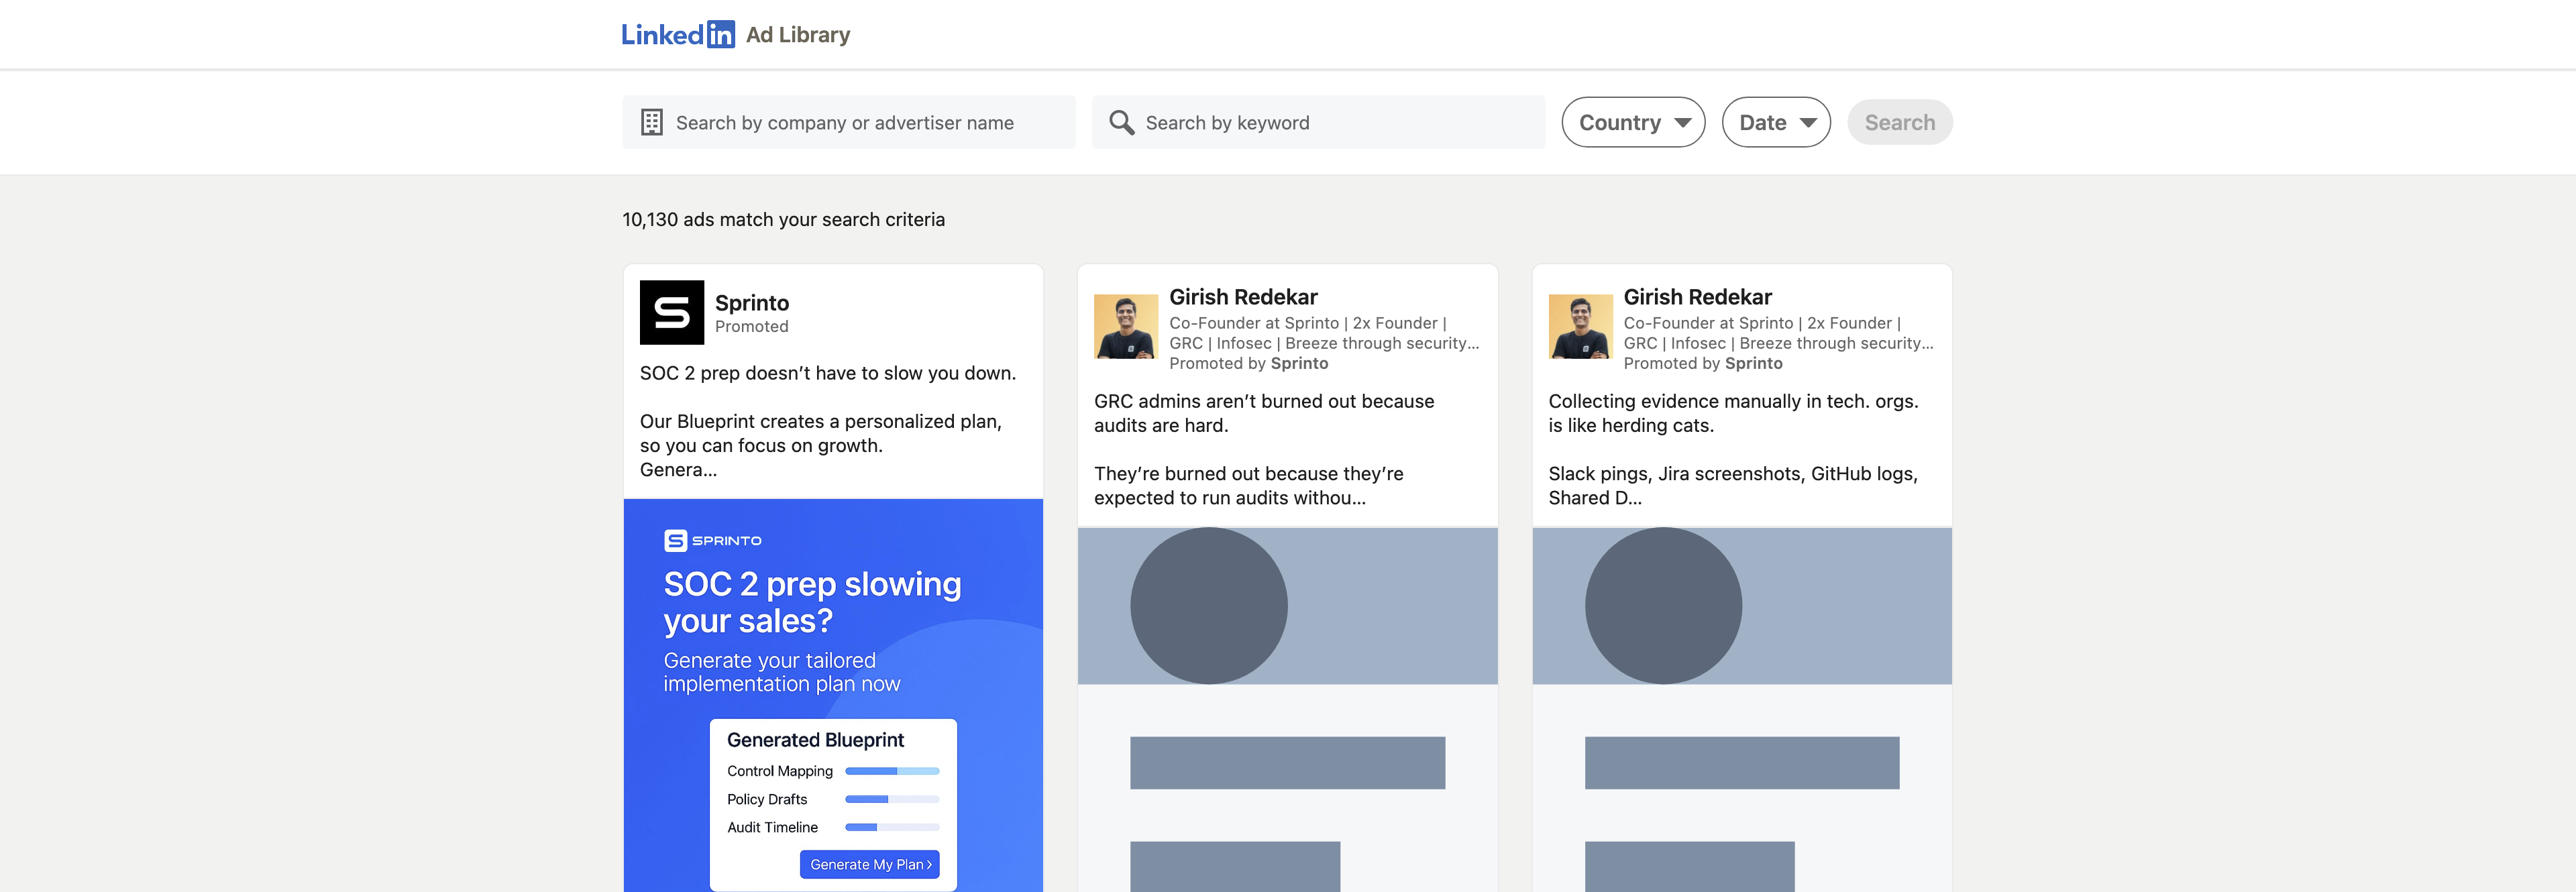 LinkedIn Ad Library
Search by company or advertiser name
Search by keyword
Country
Date
Search
10,130 ads match your search criteria
Sprinto
Promoted
SOC 2 prep doesn’t have to slow you down.
Our Blueprint creates a personalized plan,
so you can focus on growth.
Genera...
SPRINTO
SOC 2 prep slowing
your sales?
Generate your tailored
implementation plan now
Generated Blueprint
Control Mapping
Policy Drafts
Audit Timeline
Generate My Plan >
Girish Redekar
Co-Founder at Sprinto | 2x Founder |
GRC | Infosec | Breeze through security...
Promoted by Sprinto
GRC admins aren’t burned out because
audits are hard.
They’re burned out because they’re
expected to run audits withou...
Girish Redekar
Co-Founder at Sprinto | 2x Founder |
GRC | Infosec | Breeze through security...
Promoted by Sprinto
Collecting evidence manually in tech. orgs.
is like herding cats.
Slack pings, Jira screenshots, GitHub logs,
Shared D...